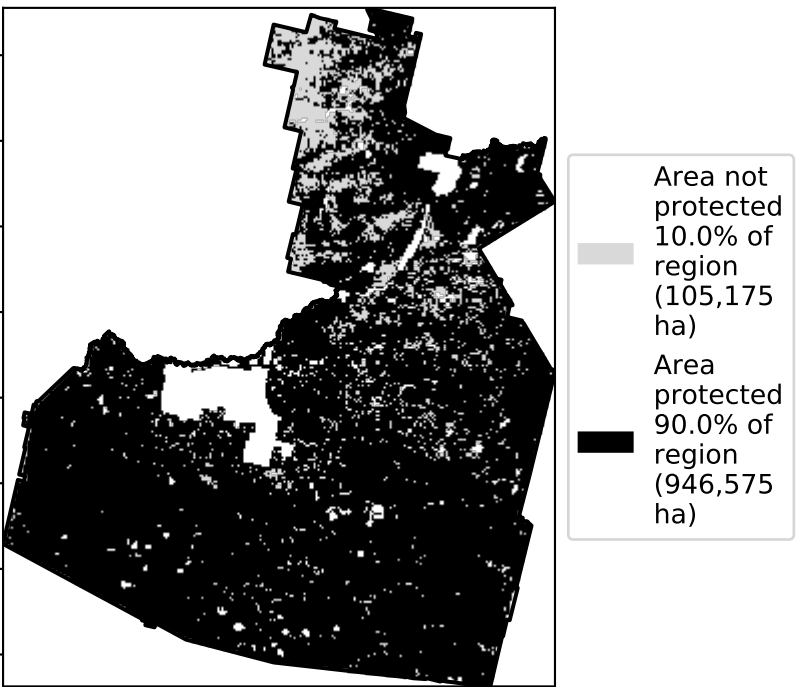 Area not
protected
10.0% of
region
(105,175
ha)
Area
protected
90.0% of
region
(946,575
ha)